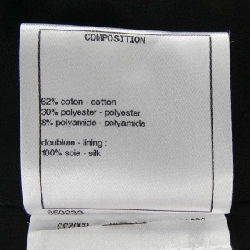 COMPOSITION
62% coton - cotton
30% polyester - polyester
8% polyamide - polyamide
doublure - lining :
100% soie - silk